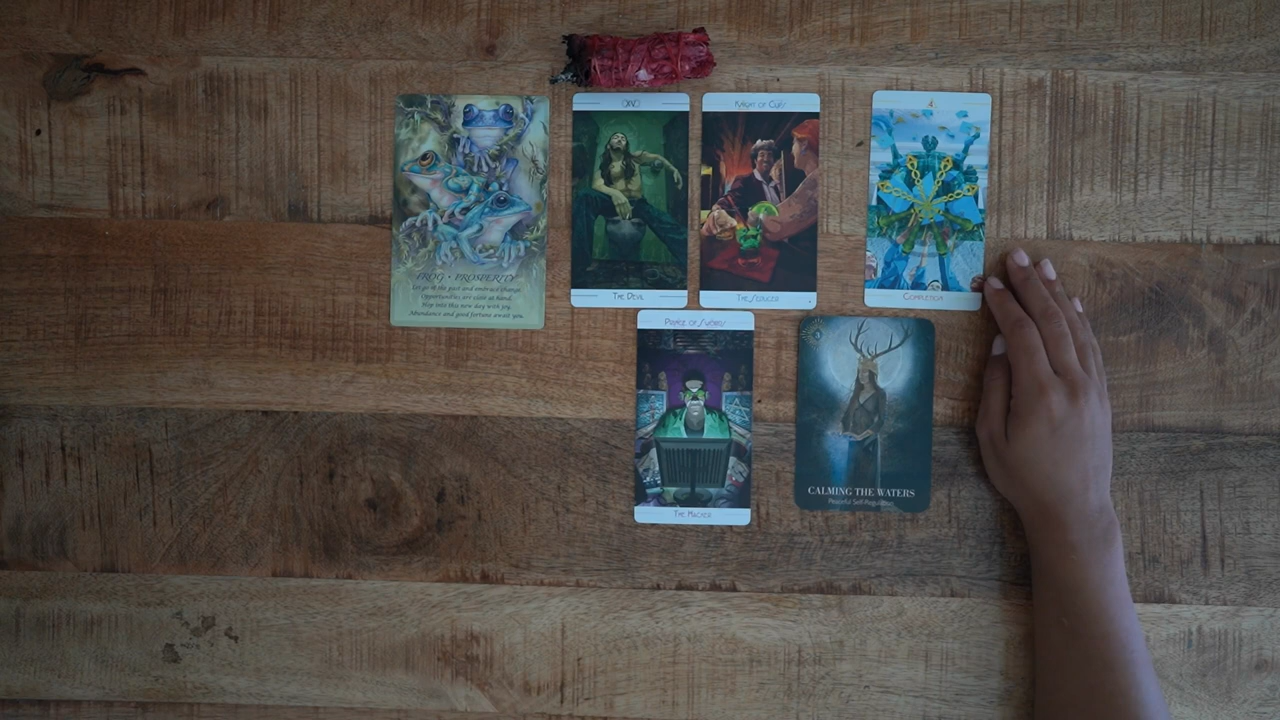 FROG • PROSPERITY
Let go of the past and embrace change.
Opportunities are close at hand.
Hop into this new day with joy.
Abundance and good fortune await you.
XV
THE DEVIL
KNIGHT OF CUPS
THE SEDUCER
4
COMPLETION
PRINCE OF SWORDS
THE HACKER
CALMING THE WATERS
Peaceful Self-Regulation